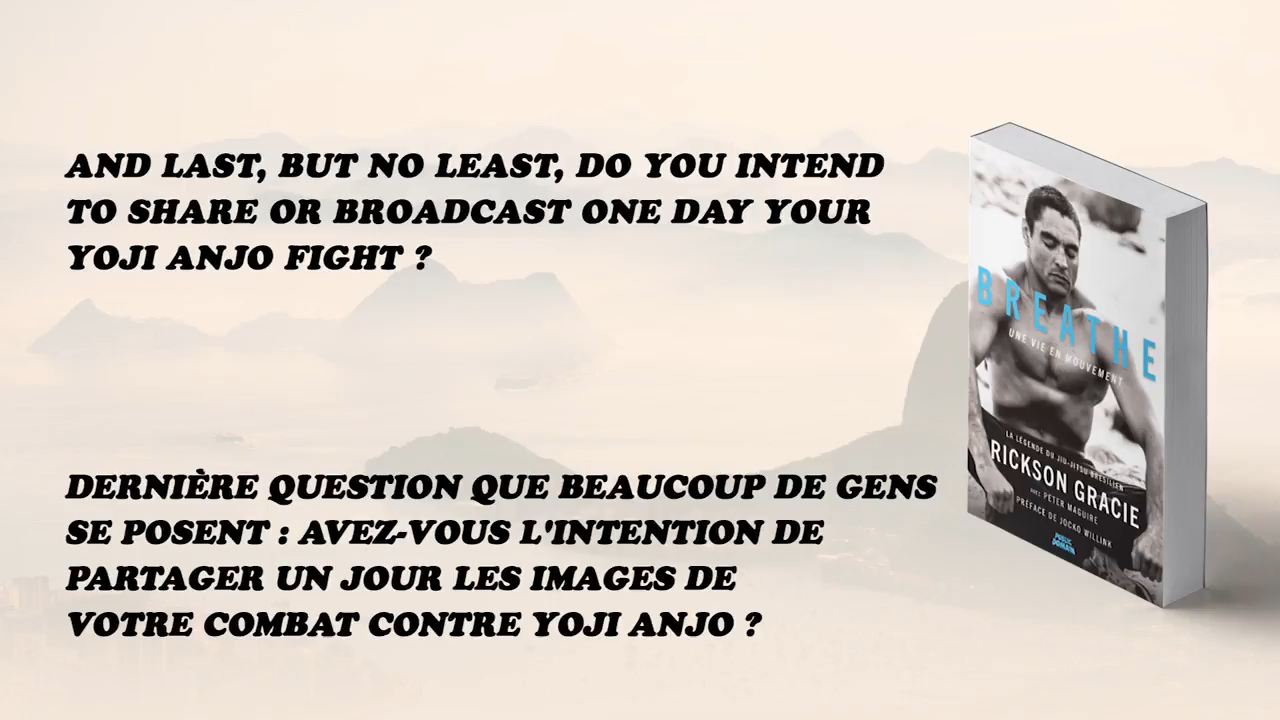 AND LAST, BUT NO LEAST, DO YOU INTEND
TO SHARE OR BROADCAST ONE DAY YOUR
YOJI ANJO FIGHT ?
BREATHE
UNE VIE EN MOUVEMENT
LA LÉGENDE DU JIU-JITSU BRÉSILIEN
RICKSON GRACIE
AVEC PETER MAGUIRE
PRÉFACE DE JOCKO WILLINK
PUBLIC
DOMAIN
DERNIÈRE QUESTION QUE BEAUCOUP DE GENS
SE POSENT : AVEZ-VOUS L'INTENTION DE
PARTAGER UN JOUR LES IMAGES DE
VOTRE COMBAT CONTRE YOJI ANJO ?